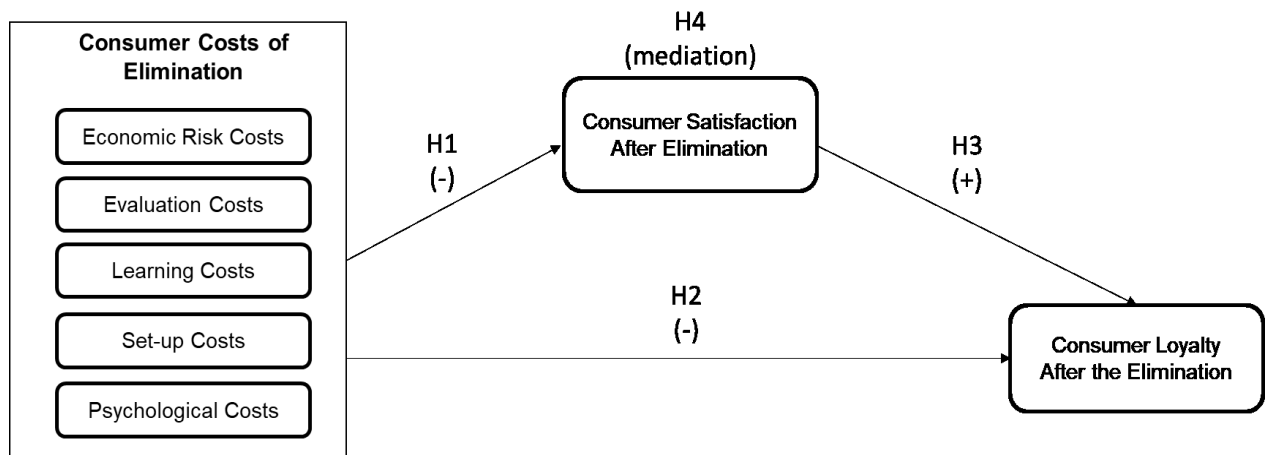 Consumer Costs of
Elimination
Economic Risk Costs
Evaluation Costs
Learning Costs
Set-up Costs
Psychological Costs
H1
(-)
H4
(mediation)
Consumer Satisfaction
After Elimination
H3
(+)
H2
(-)
Consumer Loyalty
After the Elimination